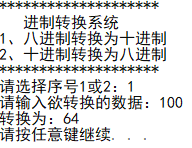 ********************
进制转换系统
1、八进制转换为十进制
2、十进制转换为八进制
********************
请选择序号1或2：1
请输入欲转换的数据：100
转换为：64
请按任意键继续. . .